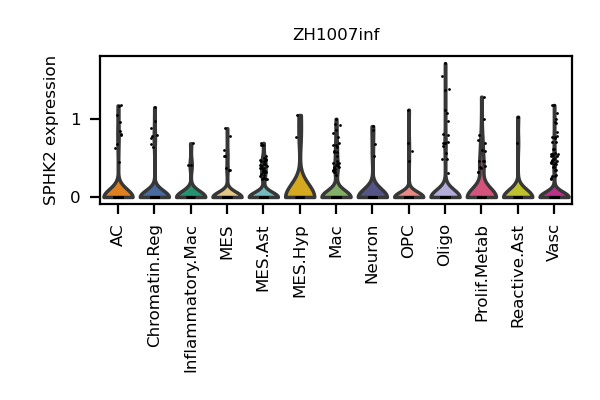 ZH1007inf
SPHK2 expression
1
0
AC
Chromatin.Reg
Inflammatory.Mac
MES
MES.Ast
MES.Hyp
Mac
Neuron
OPC
Oligo
Prolif.Metab
Reactive.Ast
Vasc